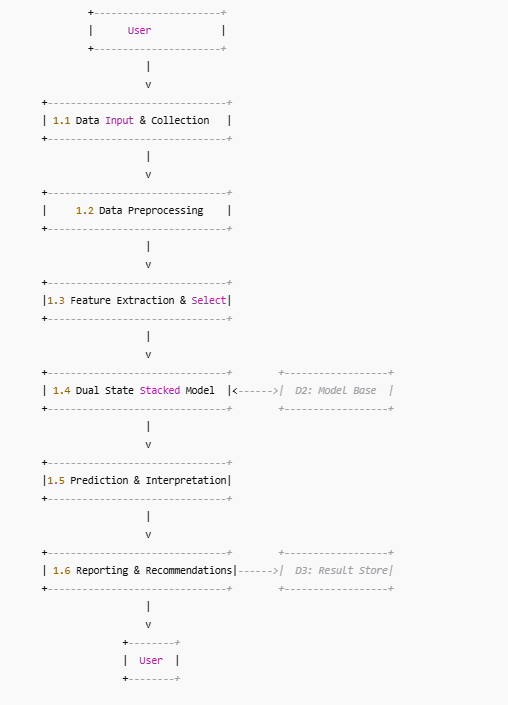 +----------------------+
|      User            |
+----------------------+
|
v
+------------------------------+
| 1.1 Data Input & Collection   |
+------------------------------+
|
v
+------------------------------+
|     1.2 Data Preprocessing    |
+------------------------------+
|
v
+------------------------------+
|1.3 Feature Extraction & Select|
+------------------------------+
|
v
+------------------------------+        +------------------+
| 1.4 Dual State Stacked Model  |<------>|  D2: Model Base  |
+------------------------------+        +------------------+
|
v
+------------------------------+
|1.5 Prediction & Interpretation|
+------------------------------+
|
v
+------------------------------+        +------------------+
| 1.6 Reporting & Recommendations|------>|  D3: Result Store|
+------------------------------+        +------------------+
|
v
+--------+
|  User  |
+--------+